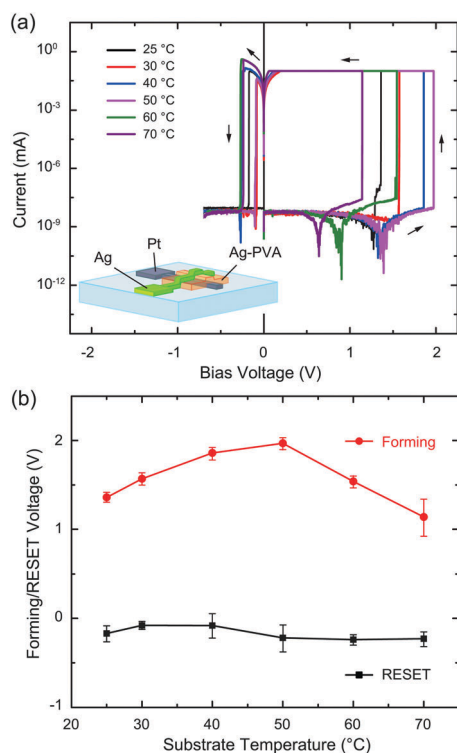 (a)
10⁰
10⁻³
10⁻⁶
10⁻⁹
10⁻¹²
Current (mA)
25 °C
30 °C
40 °C
50 °C
60 °C
70 °C
Ag
Pt
Ag-PVA
-2
-1
0
1
2
Bias Voltage (V)
(b)
2
1
0
-1
Forming/RESET Voltage (V)
Forming
RESET
20
30
40
50
60
70
Substrate Temperature (°C)